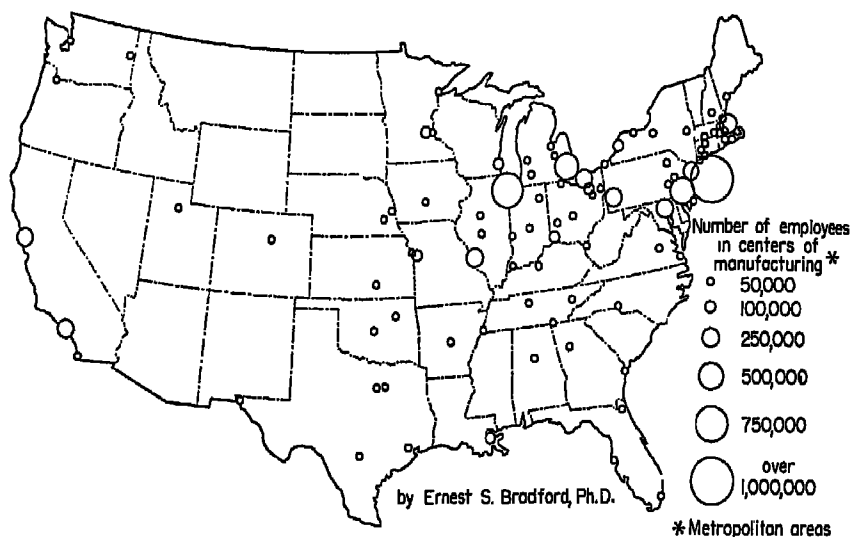 Number of employees
in centers of
manufacturing *
50,000
100,000
250,000
500,000
750,000
over
1,000,000
by Ernest S. Bradford, Ph.D.
* Metropolitan areas